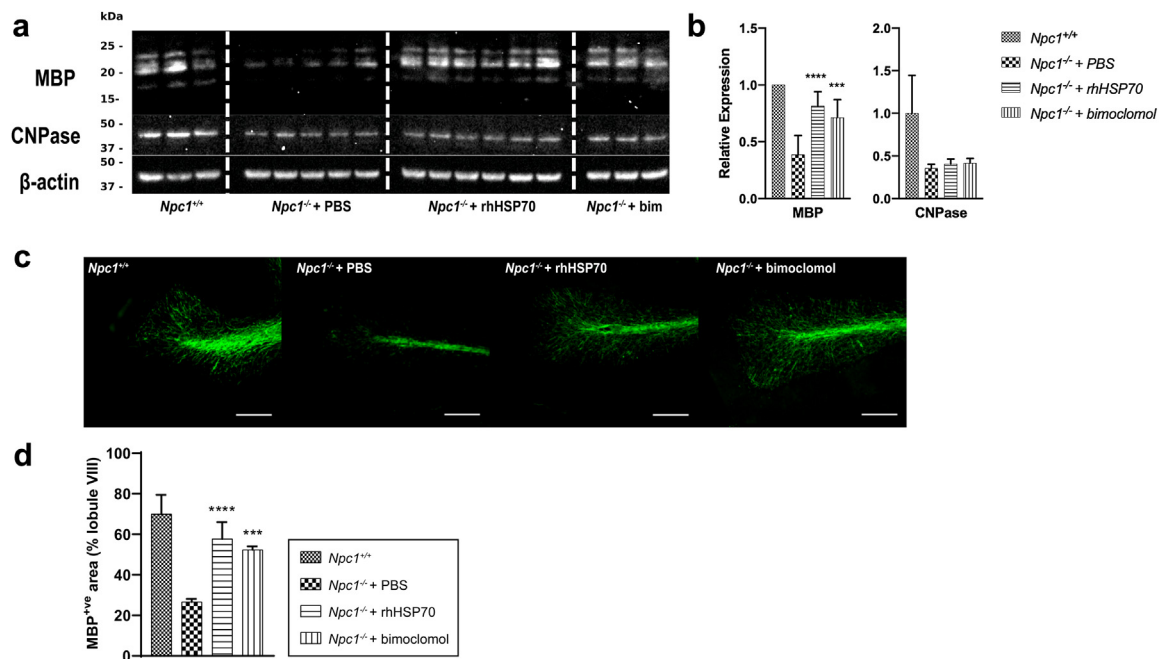 a
kDa
25 -
MBP
20 -
15-
50 -
CNPase
37 -
50 -
β-actin
37 -
Npc1+/+
Npc1-/- + PBS
Npc1-/- + rhHSP70
Npc1-/- + bim
b
Relative Expression
1.5
1.0
0.5
0.0
**** ***
MBP
2.0
1.5
1.0
0.5
0.0
CNPase
Npc1+/+
Npc1-/- + PBS
Npc1-/- + rhHSP70
Npc1-/- + bimoclomol
c
Npc1+/+
Npc1-/- + PBS
Npc1-/- + rhHSP70
Npc1-/- + bimoclomol
d
MBP+ve area (% lobule VIII)
100
80
60
40
20
0
**** ***
Npc1+/+
Npc1-/- + PBS
Npc1-/- + rhHSP70
Npc1-/- + bimoclomol